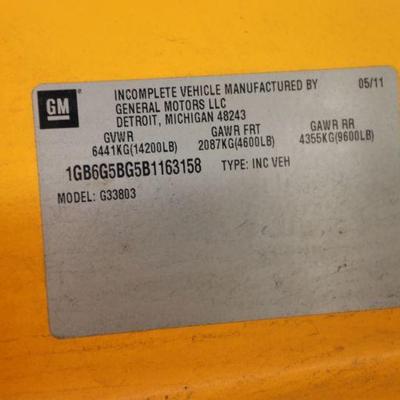 GM
INCOMPLETE VEHICLE MANUFACTURED BY 05/11
GENERAL MOTORS LLC
DETROIT, MICHIGAN 48243
GVWR GAWR FRT GAWR RR
6441KG(14200LB) 2087KG(4600LB) 4355KG(9600LB)
1GB6G5BG5B1163158 TYPE: INC VEH
MODEL: G33803